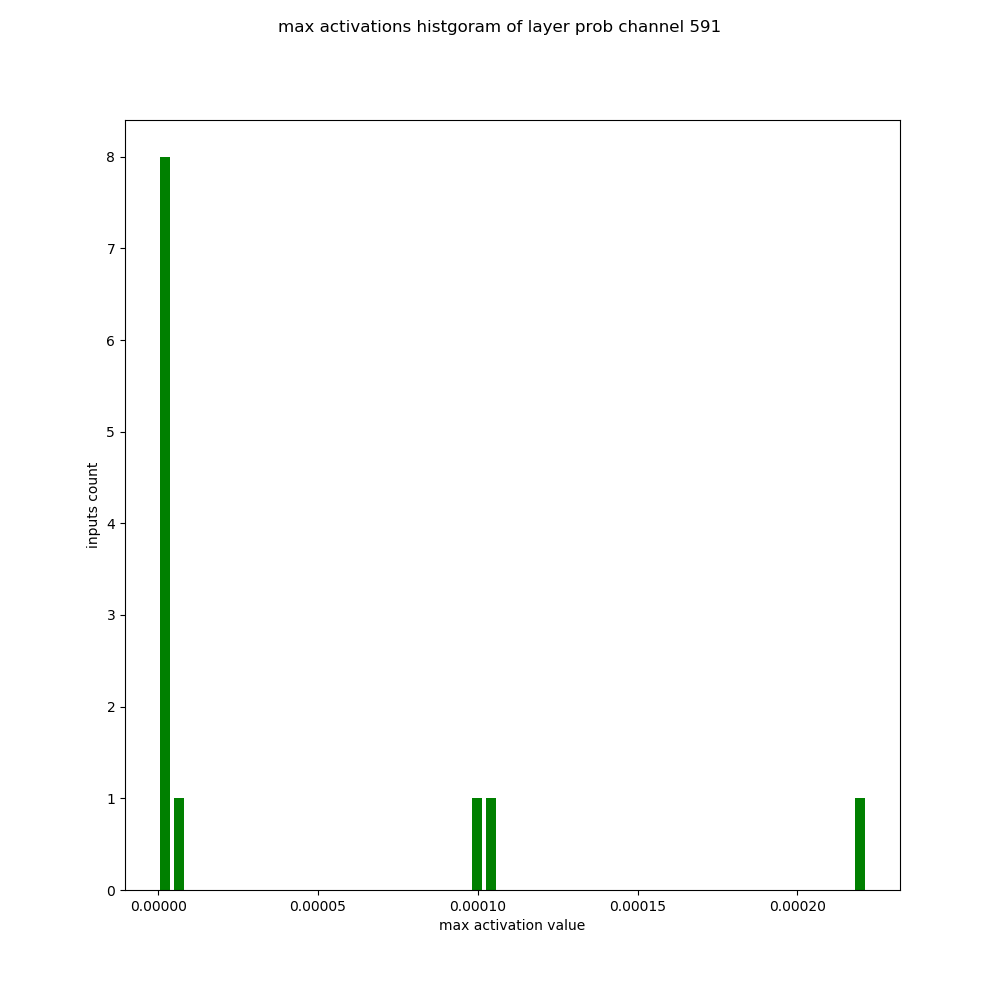 max activations histgoram of layer prob channel 591
8
7
6
5
4
3
2
1
0
inputs count
0.00000 0.00005 0.00010 0.00015 0.00020
max activation value